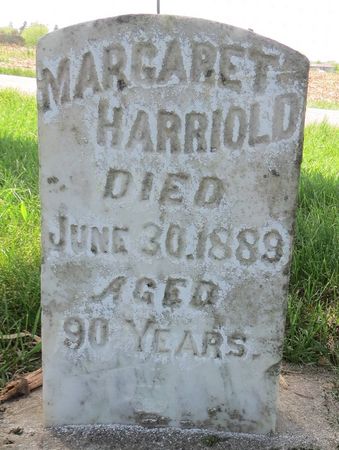 MARGARET
HARRIOLD
DIED
JUNE 30, 1889
AGED
90 YEARS.